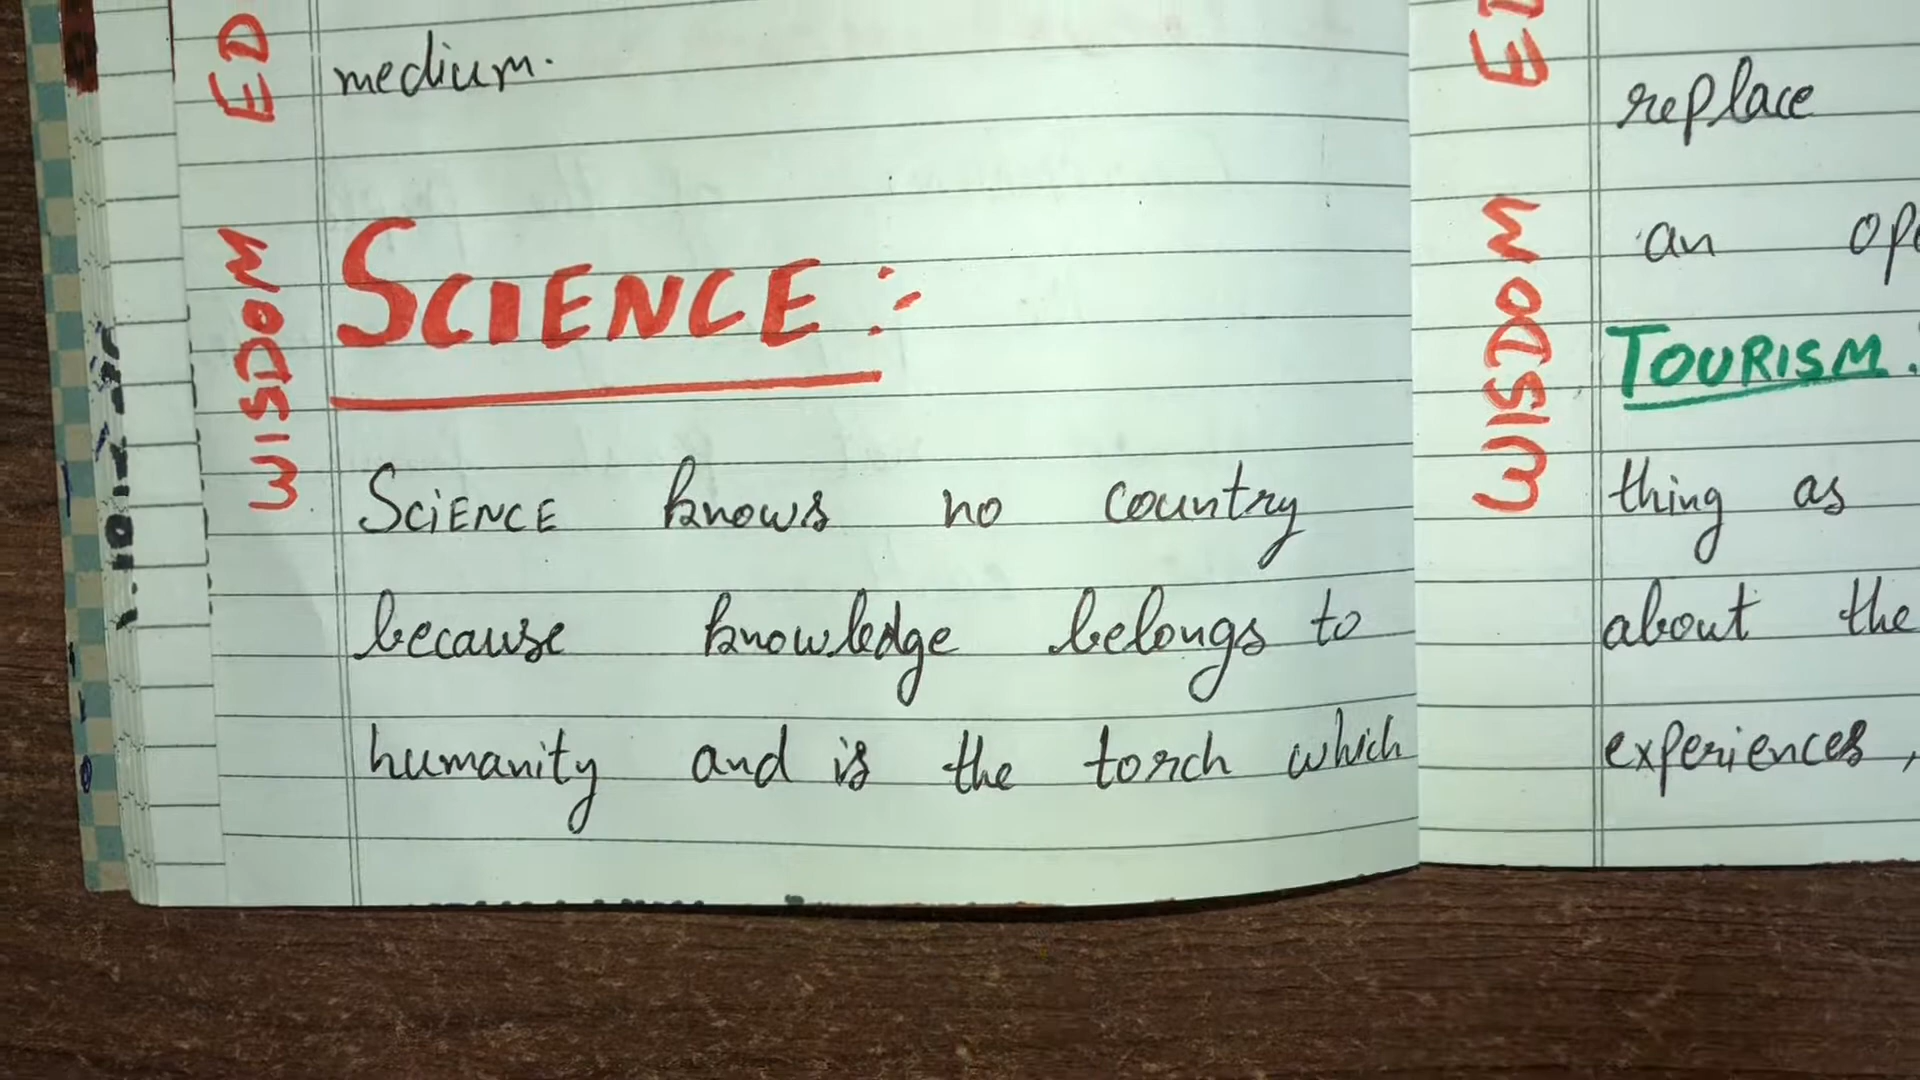 medium.
SCIENCE :-
SCiENCE knows no country
because knowledge belongs to
humanity and is the torch which
WISDOM ED
replace
an
TOURISM
thing as
about the
experiences,
WISDOM